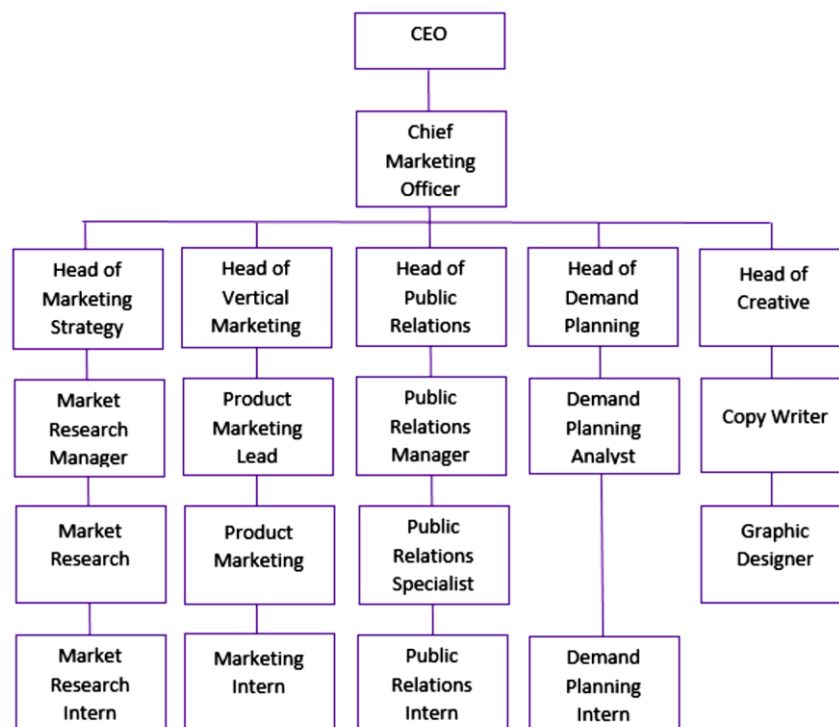 CEO
Chief
Marketing
Officer
Head of
Marketing
Strategy
Head of
Vertical
Marketing
Head of
Public
Relations
Head of
Demand
Planning
Head of
Creative
Market
Research
Manager
Product
Marketing
Lead
Public
Relations
Manager
Demand
Planning
Analyst
Copy Writer
Market
Research
Product
Marketing
Public
Relations
Specialist
Graphic
Designer
Market
Research
Intern
Marketing
Intern
Public
Relations
Intern
Demand
Planning
Intern